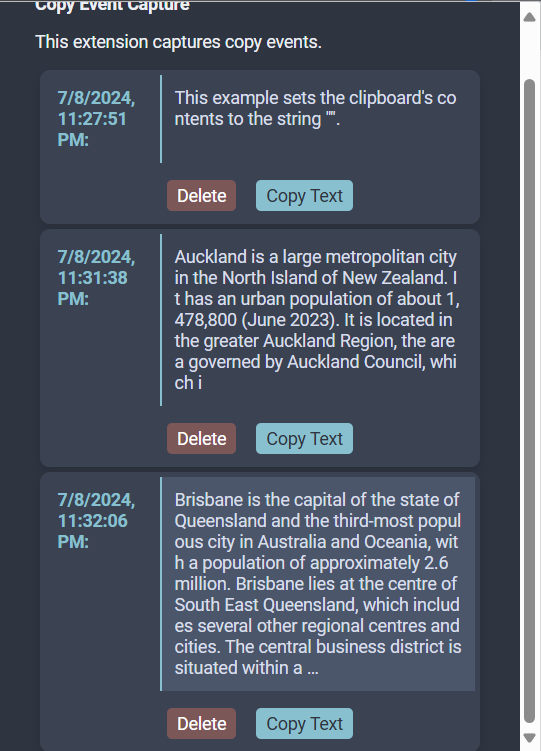 Copy Event Capture
This extension captures copy events.
7/8/2024,
11:27:51
PM:
This example sets the clipboard's co
ntents to the string "".
Delete
Copy Text
7/8/2024,
11:31:38
PM:
Auckland is a large metropolitan city
in the North Island of New Zealand. I
t has an urban population of about 1,
478,800 (June 2023). It is located in
the greater Auckland Region, the are
a governed by Auckland Council, whi
ch i
Delete
Copy Text
7/8/2024,
11:32:06
PM:
Brisbane is the capital of the state of
Queensland and the third-most popul
ous city in Australia and Oceania, wit
h a population of approximately 2.6
million. Brisbane lies at the centre of
South East Queensland, which includ
es several other regional centres and
cities. The central business district is
situated within a ...
Delete
Copy Text